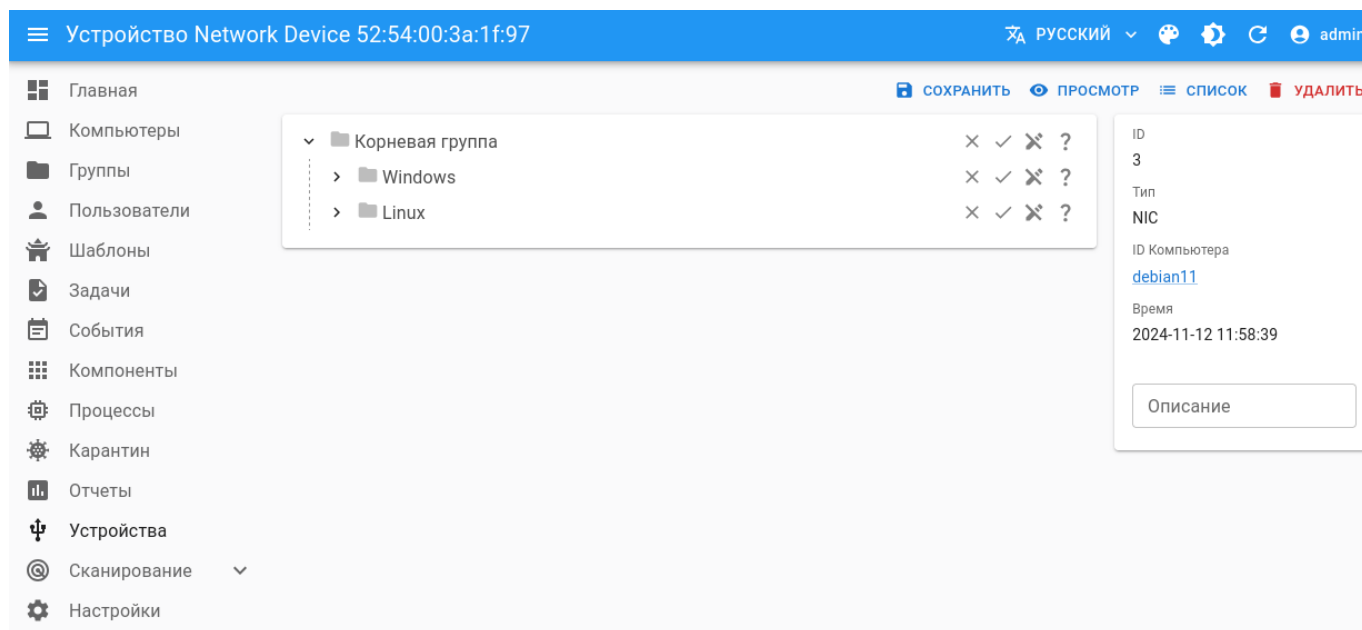 Устройство Network Device 52:54:00:3a:1f:97
РУССКИЙ
admin
Главная
Компьютеры
Группы
Пользователи
Шаблоны
Задачи
События
Компоненты
Процессы
Карантин
Отчеты
Устройства
Сканирование
Настройки
СОХРАНИТЬ
ПРОСМОТР
СПИСОК
УДАЛИТЬ
Корневая группа
Windows
Linux
ID
3
Тип
NIC
ID Компьютера
debian11
Время
2024-11-12 11:58:39
Описание